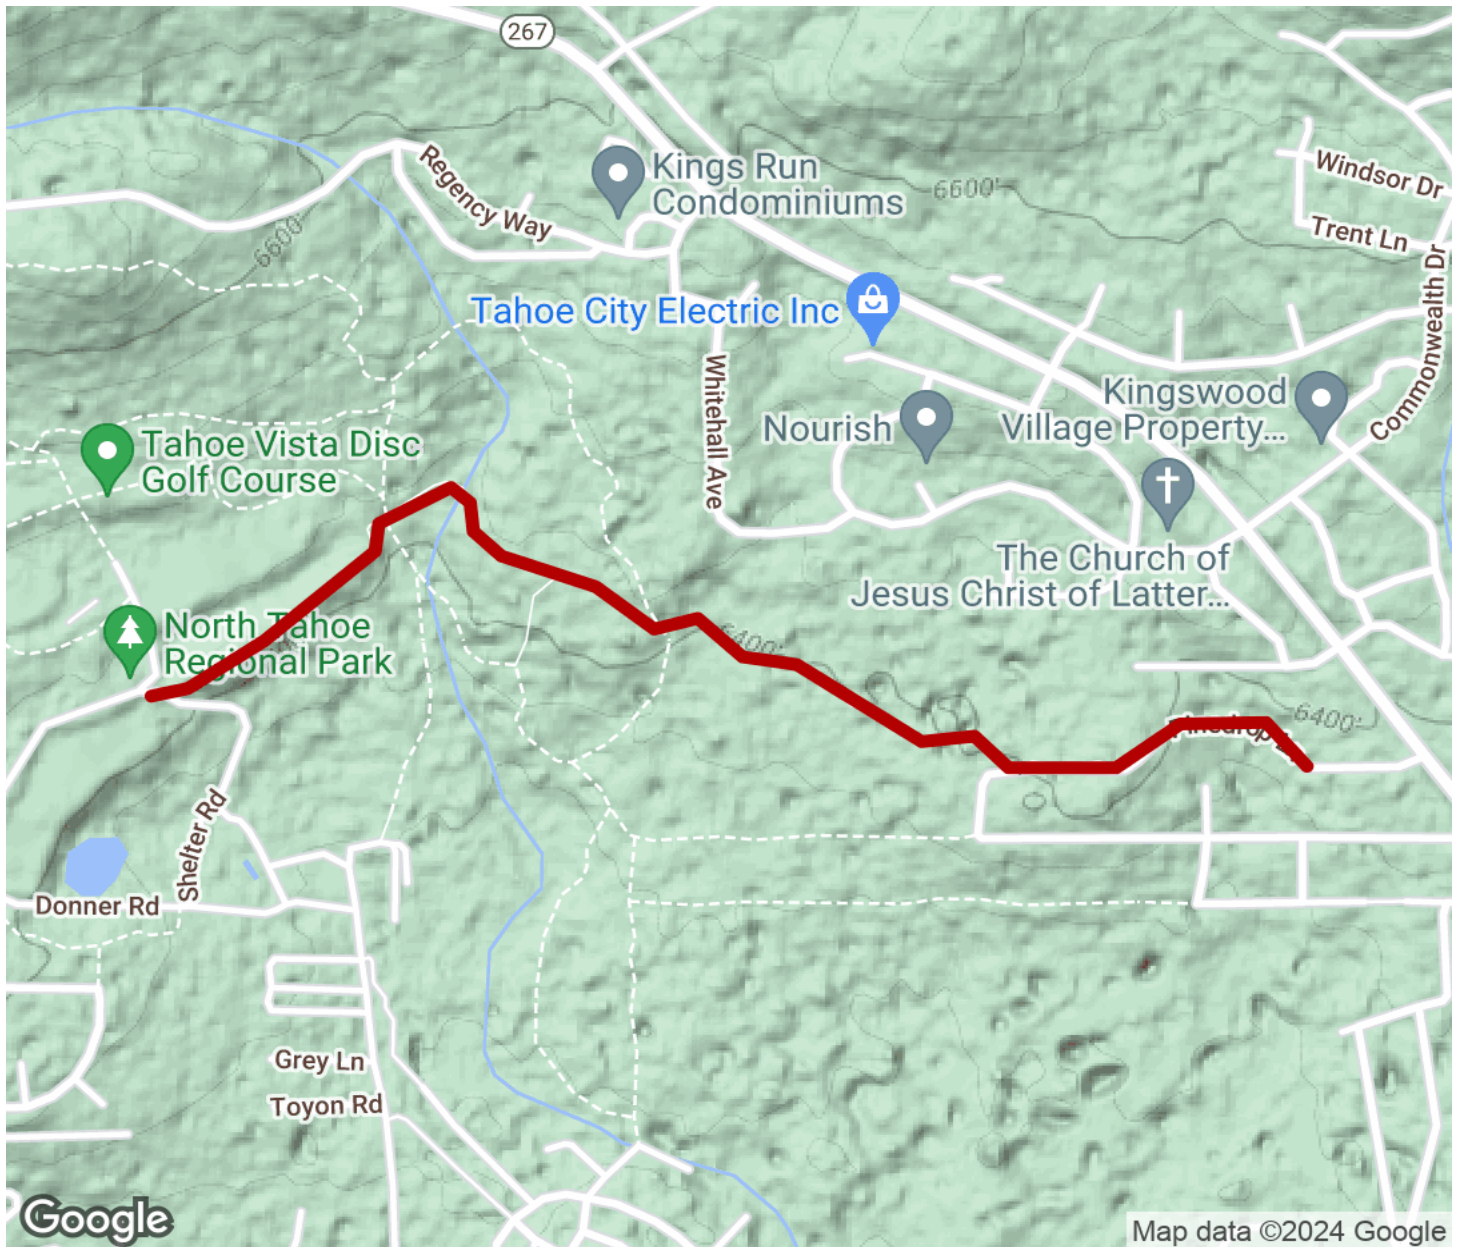 267
Kings Run
Condominiums
Regency Way
6600'
Windsor Dr
Trent Ln
6600
Commonwealth Dr
Tahoe City Electric Inc
Whitehall Ave
Kingswood
Village Property...
Nourish
Tahoe Vista Disc
Golf Course
The Church of
Jesus Christ of Latter...
North Tahoe
Regional Park
6400'
6400'
Shelter Rd
Donner Rd
Grey Ln
Toyon Rd
Google
Map data ©2024 Google